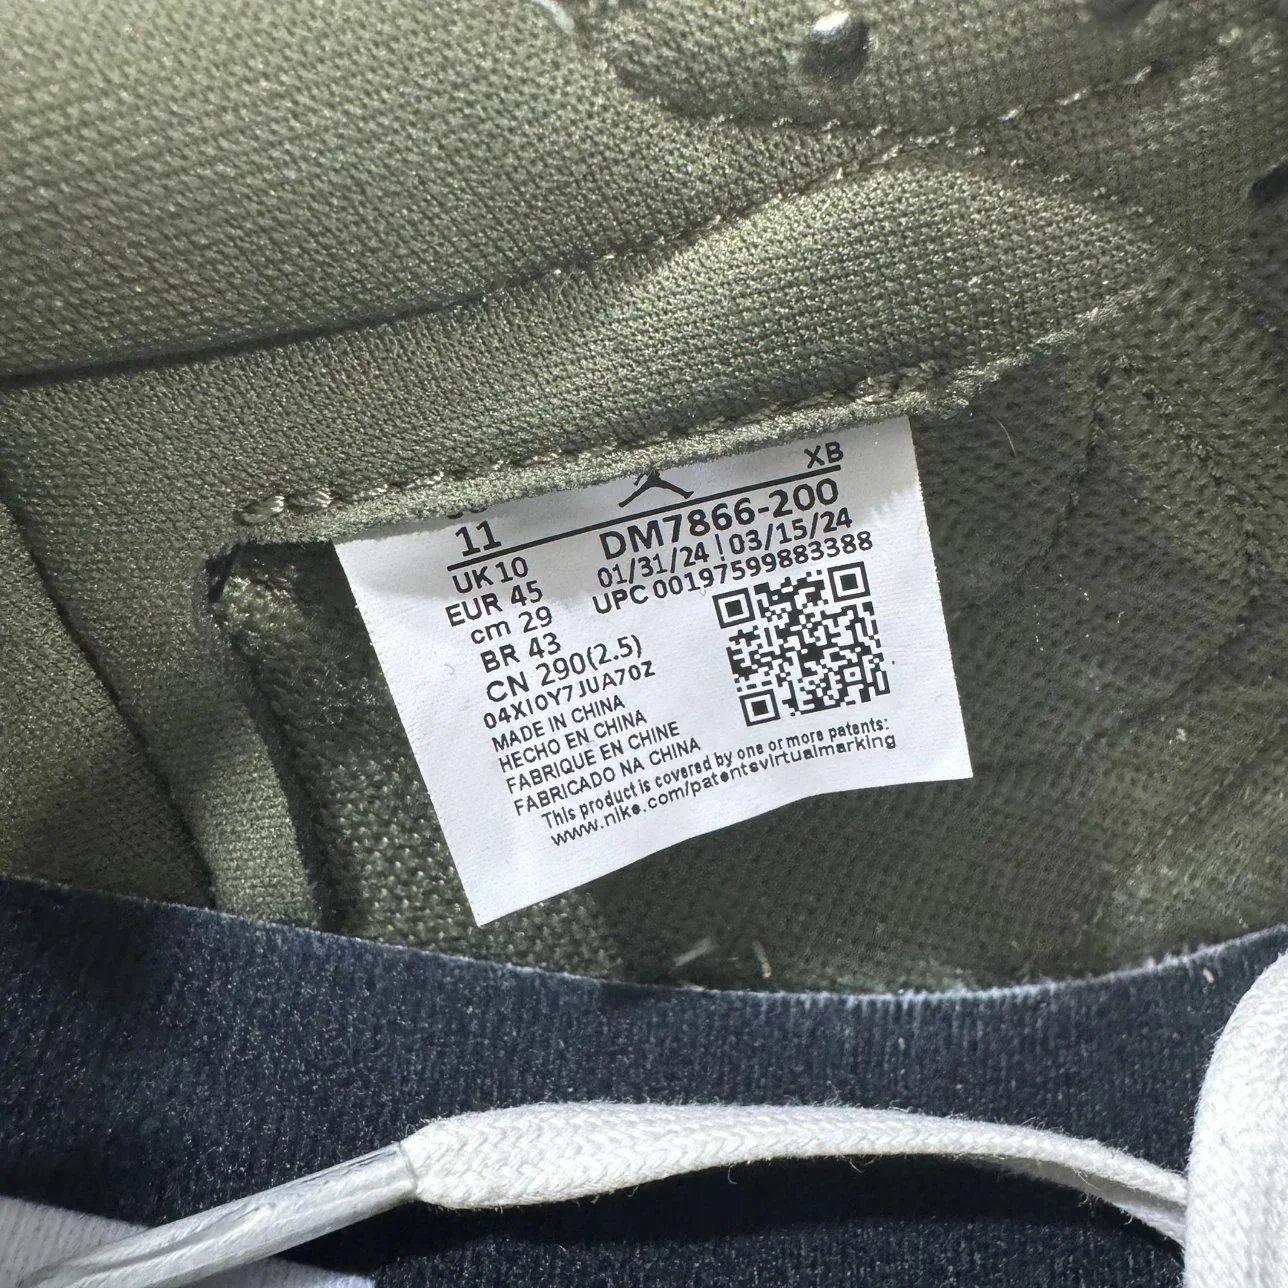 XB
11
DM7866-200
UK 10
01/31/24 | 03/15/24
EUR 45
UPC 00197599883388
cm 29
BR 43
CN 290(2.5)
04XIOY7JUA70Z
MADE IN CHINA
HECHO EN CHINA
FABRIQUE EN CHINE
FABRICADO NA CHINA
This product is covered by one or more patents:
www.nike.com/patentsvirtualmarking